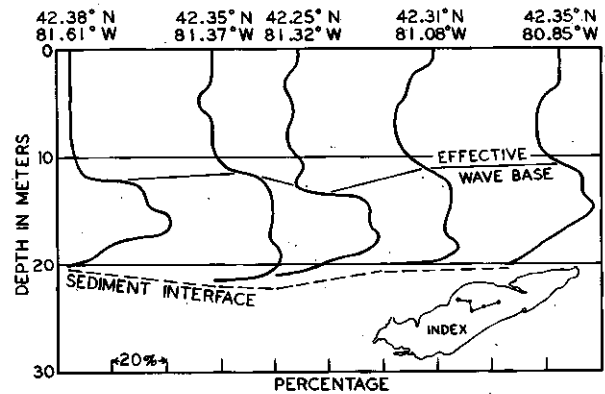 42.38° N 42.35° N 42.25° N 42.31° N 42.35° N
81.61° W 81.37° W 81.32° W 81.08° W 80.85° W
0
10
EFFECTIVE
WAVE BASE
DEPTH IN METERS
20
SEDIMENT INTERFACE
INDEX
20%
30
PERCENTAGE